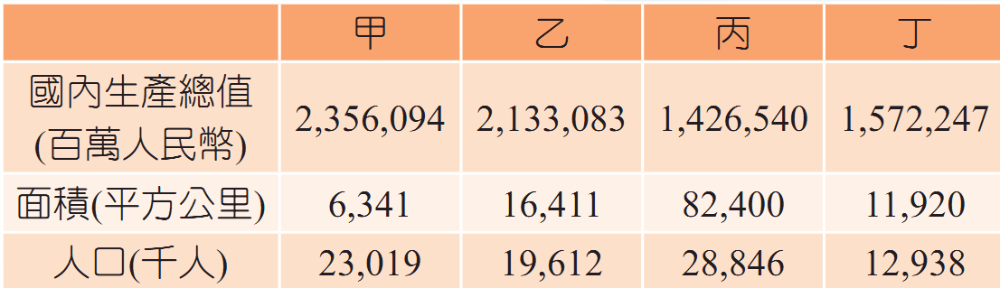 甲 乙 丙 丁
國內生產總值
(百萬人民幣) 2,356,094 2,133,083 1,426,540 1,572,247
面積(平方公里) 6,341 16,411 82,400 11,920
人口(千人) 23,019 19,612 28,846 12,938